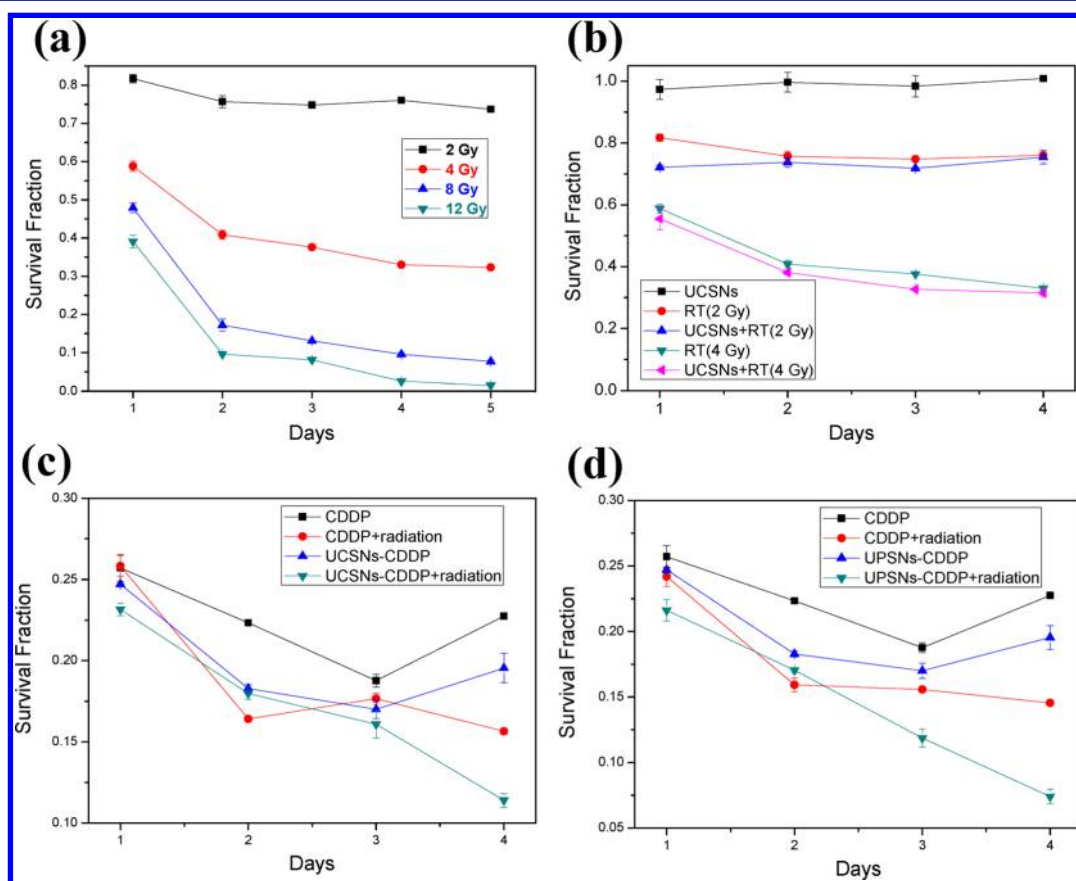 (a)
Survival Fraction
0.8
0.7
0.6
0.5
0.4
0.3
0.2
0.1
0.0
2 Gy
4 Gy
8 Gy
12 Gy
1 2 3 4 5
Days
(b)
Survival Fraction
1.0
0.8
0.6
0.4
0.2
0.0
UCSNs
RT(2 Gy)
UCSNs+RT(2 Gy)
RT(4 Gy)
UCSNs+RT(4 Gy)
1 2 3 4
Days
(c)
Survival Fraction
0.30
0.25
0.20
0.15
0.10
CDDP
CDDP+radiation
UCSNs-CDDP
UCSNs-CDDP+radiation
1 2 3 4
Days
(d)
Survival Fraction
0.30
0.25
0.20
0.15
0.10
0.05
CDDP
CDDP+radiation
UPSNs-CDDP
UPSNs-CDDP+radiation
1 2 3 4
Days